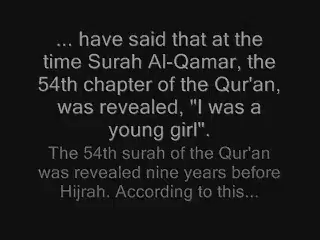 ... have said that at the
time Surah Al-Qamar, the
54th chapter of the Qur'an,
was revealed, "I was a
young girl".
The 54th surah of the Qur'an
was revealed nine years before
Hijrah. According to this...